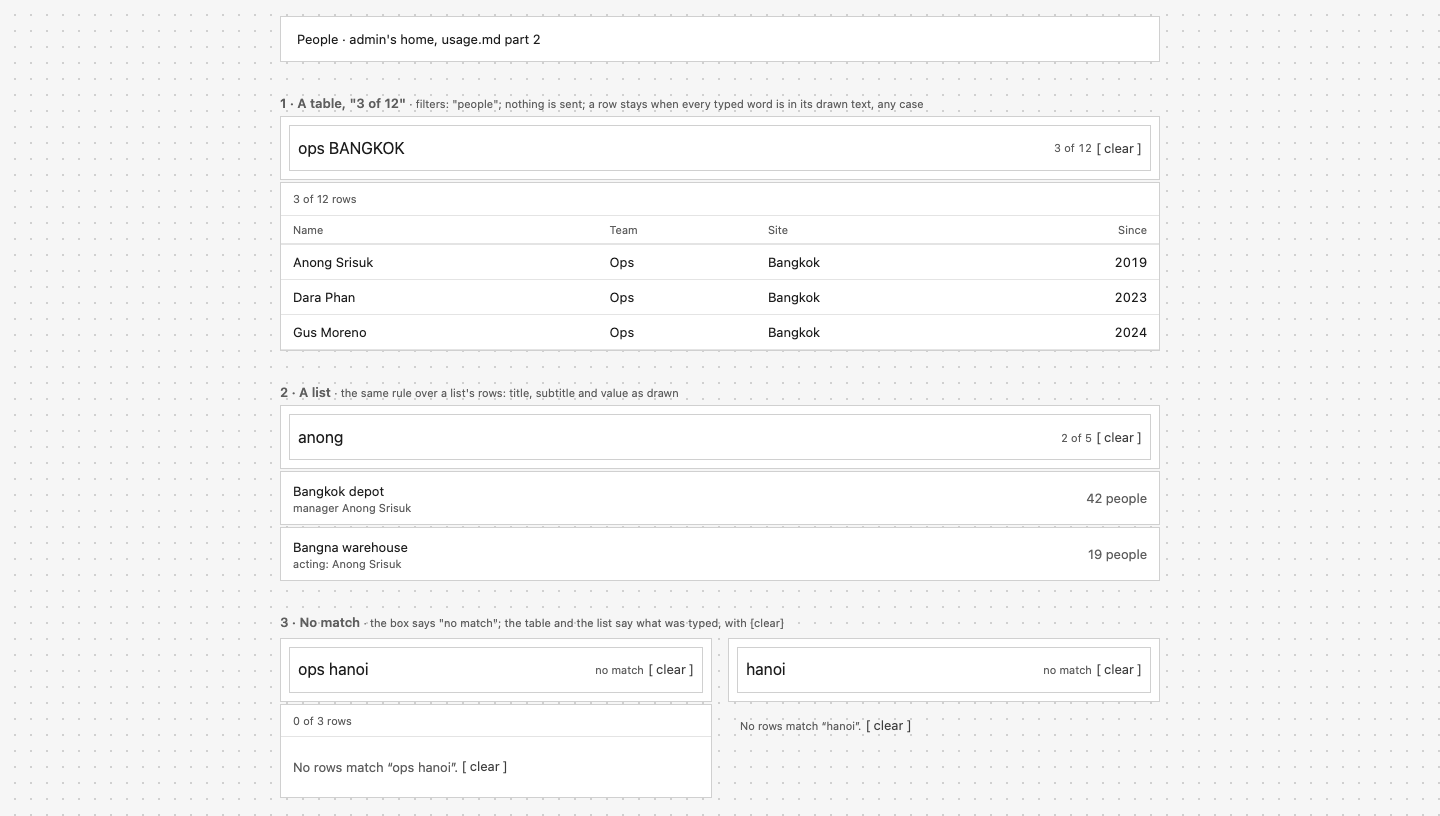 People · admin's home, usage.md part 2
1 · A table, "3 of 12" · filters: "people"; nothing is sent; a row stays when every typed word is in its drawn text, any case
ops BANGKOK 3 of 12 [ clear ]
3 of 12 rows
Name Team Site Since
Anong Srisuk Ops Bangkok 2019
Dara Phan Ops Bangkok 2023
Gus Moreno Ops Bangkok 2024
2 · A list · the same rule over a list's rows: title, subtitle and value as drawn
anong 2 of 5 [ clear ]
Bangkok depot 42 people
manager Anong Srisuk
Bangna warehouse 19 people
acting: Anong Srisuk
3 · No match · the box says "no match"; the table and the list say what was typed, with [clear]
ops hanoi no match [ clear ]
0 of 3 rows
No rows match “ops hanoi”. [ clear ]
hanoi no match [ clear ]
No rows match “hanoi”. [ clear ]